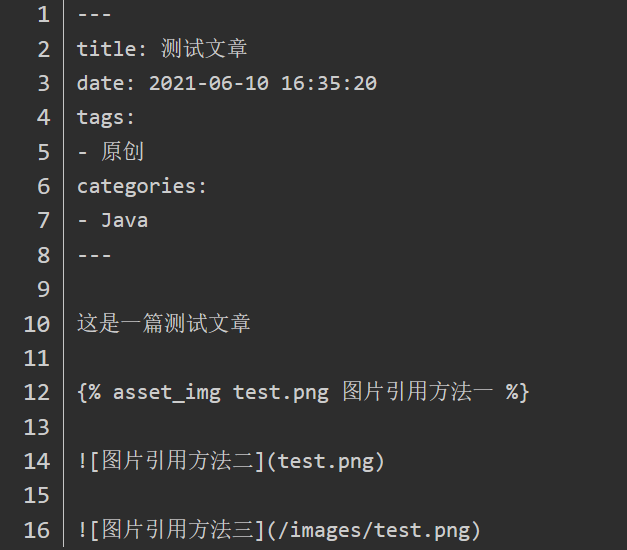 1 ---
2 title: 测试文章
3 date: 2021-06-10 16:35:20
4 tags:
5 - 原创
6 categories:
7 - Java
8 ---
9
10 这是一篇测试文章
11
12 {% asset_img test.png 图片引用方法一 %}
13
14 ![图片引用方法二](test.png)
15
16 ![图片引用方法三](/images/test.png)